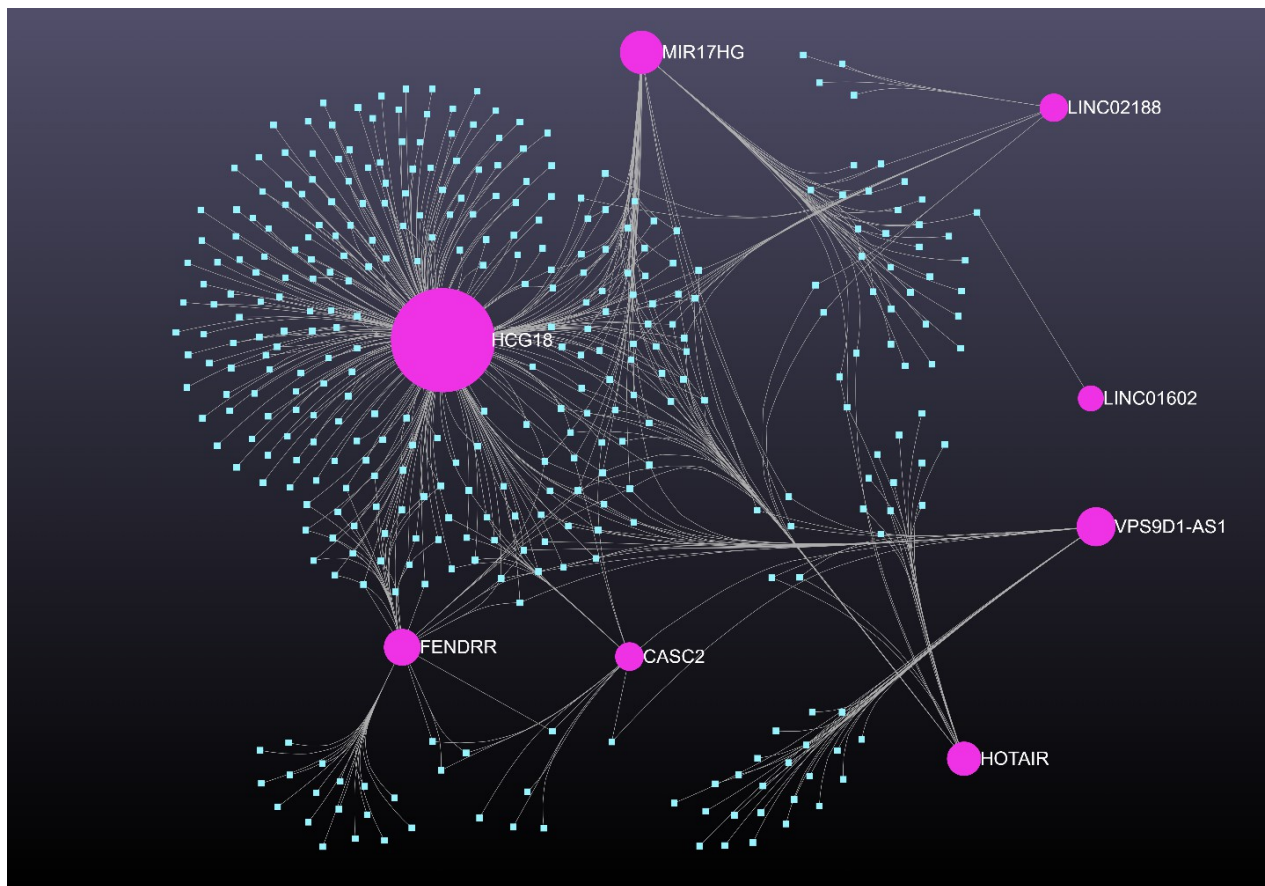 MIR17HG
LINC02188
HCG18
LINC01602
VPS9D1-AS1
FENDRR
CASC2
HOTAIR